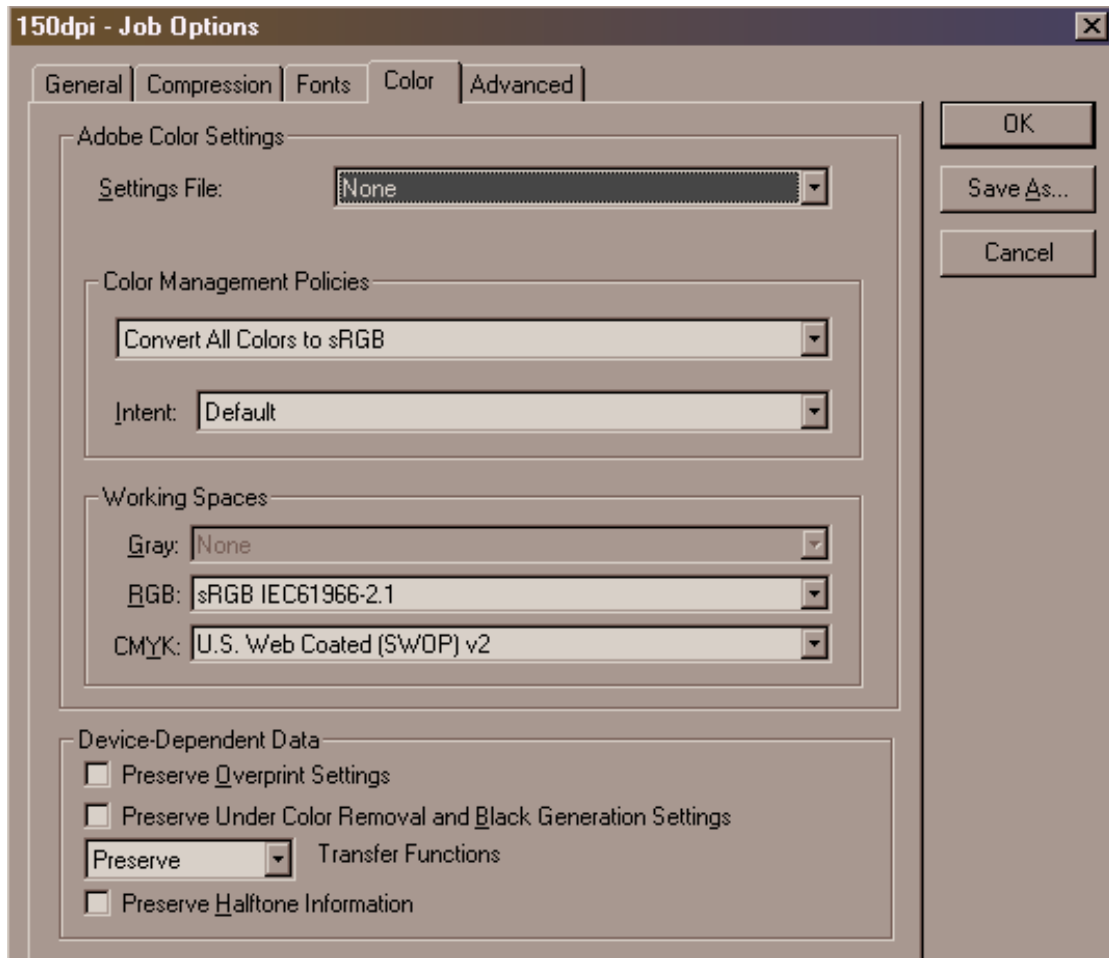 150dpi - Job Options
General Compression Fonts Color Advanced
OK
Save As...
Cancel
Adobe Color Settings
Settings File: None
Color Management Policies
Convert All Colors to sRGB
Intent: Default
Working Spaces
Gray: None
RGB: sRGB IEC61966-2.1
CMYK: U.S. Web Coated (SWOP) v2
Device-Dependent Data
Preserve Overprint Settings
Preserve Under Color Removal and Black Generation Settings
Preserve Transfer Functions
Preserve Halftone Information